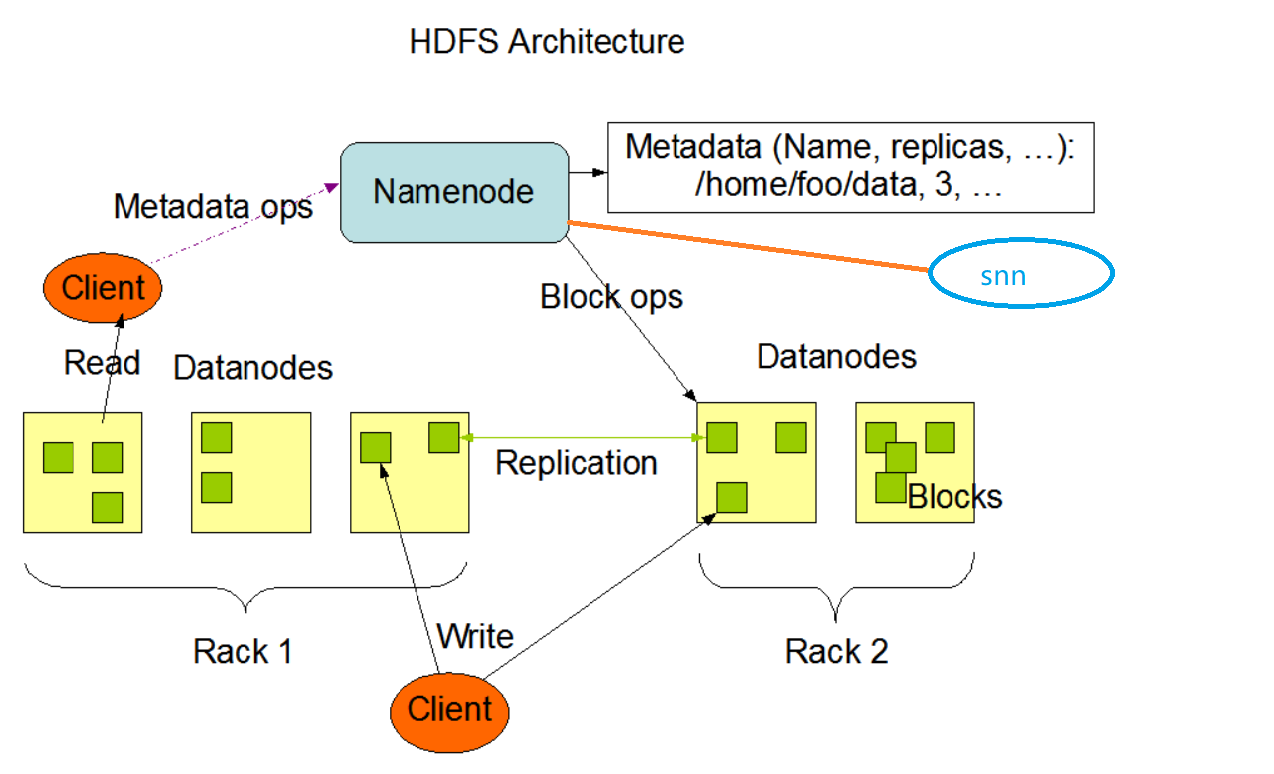 HDFS Architecture
Metadata (Name, replicas, …):
/home/foo/data, 3, …
Namenode
Metadata ops
snn
Client
Block ops
Read
Datanodes
Datanodes
Replication
Blocks
Write
Rack 1
Rack 2
Client